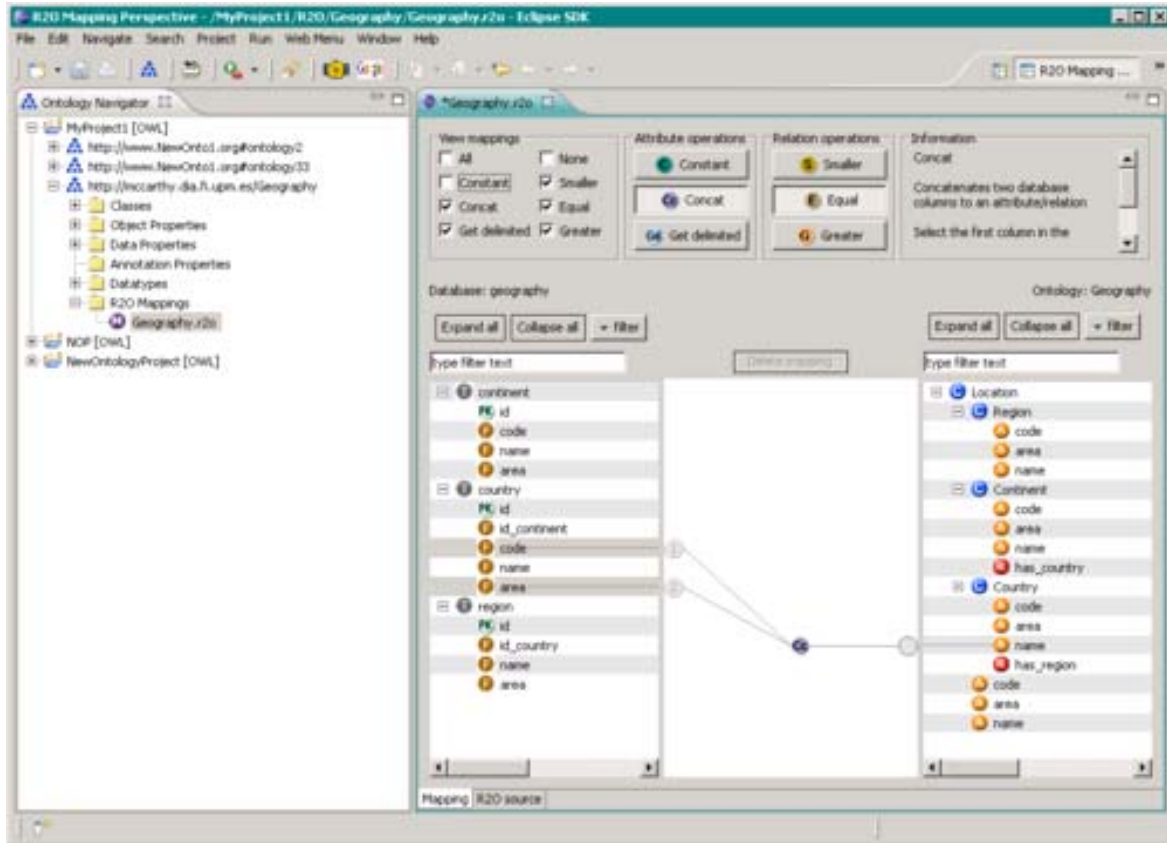 R2O Mapping Perspective - /MyProject1/R2O/Geography/Geography.r2o - Eclipse SDK
File Edit Navigate Search Project Run Web Menu Window Help
R2O Mapping ...
Ontology Navigator
MyProject1 [OWL]
http://www.NewOnto1.org#ontology2
http://www.NewOnto1.org#ontology33
http://mccarthy.dia.fi.upm.es/Geography
Classes
Object Properties
Data Properties
Annotation Properties
Datatypes
R2O Mappings
Geography.r2o
NOP [OWL]
NewOntologyProject [OWL]
*Geography.r2o
View mappings
All None
Constant Smaller
Concat Equal
Get delimited Greater
Attribute operations
Constant
Concat
Get delimited
Relation operations
Smaller
Equal
Greater
Information
Concat
Concatenates two database
columns to an attribute/relation
Select the first column in the
Database: geography
Ontology: Geography
Expand all Collapse all filter
Expand all Collapse all filter
type filter text
Delete mapping
type filter text
continent
PK id
F code
F name
F area
country
PK id
F id_continent
F code
F name
F area
region
PK id
F id_country
F name
F area
Co
C Location
C Region
A code
A area
A name
C Continent
A code
A area
A name
has_country
C Country
A code
A area
A name
has_region
A code
A area
A name
Mapping R2O source